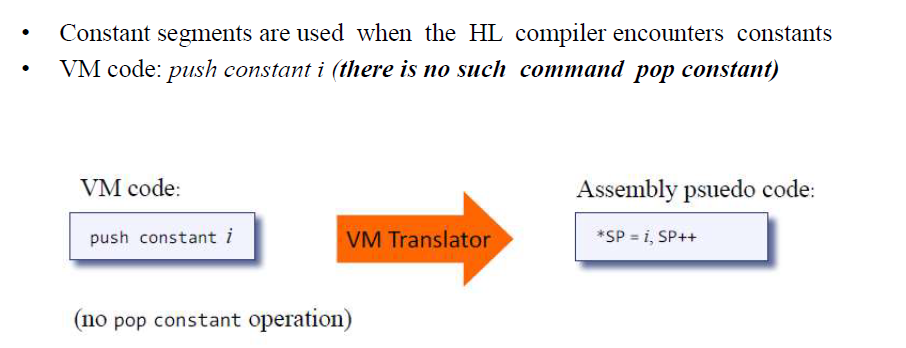 • Constant segments are used when the HL compiler encounters constants
• VM code: push constant i (there is no such command pop constant)
VM code:
push constant i
VM Translator
Assembly psuedo code:
*SP = i, SP++
(no pop constant operation)